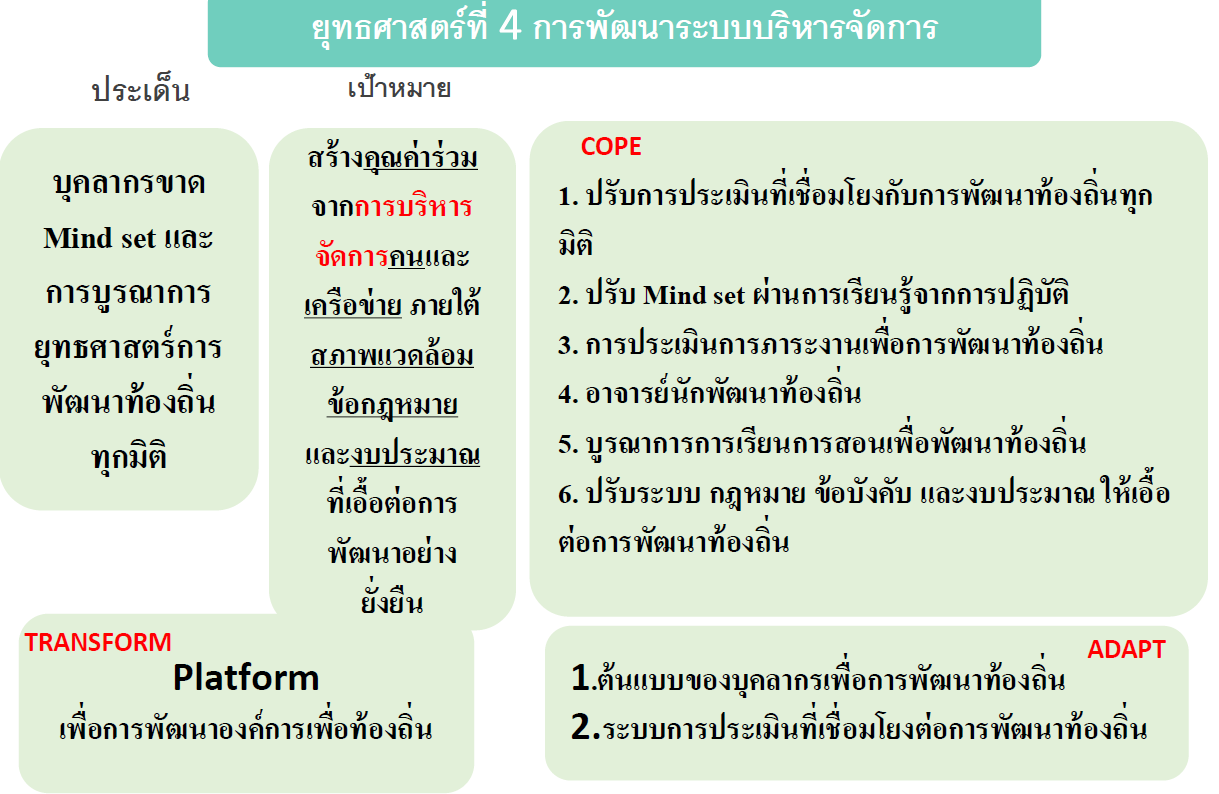 ยุทธศาสตร์ที่ 4 การพัฒนาระบบบริหารจัดการ
ประเด็น
บุคลากรขาด
Mind set และ
การบูรณาการ
ยุทธศาสตร์การ
พัฒนาท้องถิ่น
ทุกมิติ
เป้าหมาย
สร้างคุณค่าร่วม
จากการบริหาร
จัดการคนและ
เครือข่าย ภายใต้
สภาพแวดล้อม
ข้อกฎหมาย
และงบประมาณ
ที่เอื้อต่อการ
พัฒนาอย่าง
ยั่งยืน
COPE
1. ปรับการประเมินที่เชื่อมโยงกับการพัฒนาท้องถิ่นทุก
มิติ
2. ปรับ Mind set ผ่านการเรียนรู้จากการปฏิบัติ
3. การประเมินการภาระงานเพื่อการพัฒนาท้องถิ่น
4. อาจารย์นักพัฒนาท้องถิ่น
5. บูรณาการการเรียนการสอนเพื่อพัฒนาท้องถิ่น
6. ปรับระบบ กฎหมาย ข้อบังคับ และงบประมาณ ให้เอื้อ
ต่อการพัฒนาท้องถิ่น
TRANSFORM
Platform
เพื่อการพัฒนาองค์การเพื่อท้องถิ่น
ADAPT
1.ต้นแบบของบุคลากรเพื่อการพัฒนาท้องถิ่น
2.ระบบการประเมินที่เชื่อมโยงต่อการพัฒนาท้องถิ่น